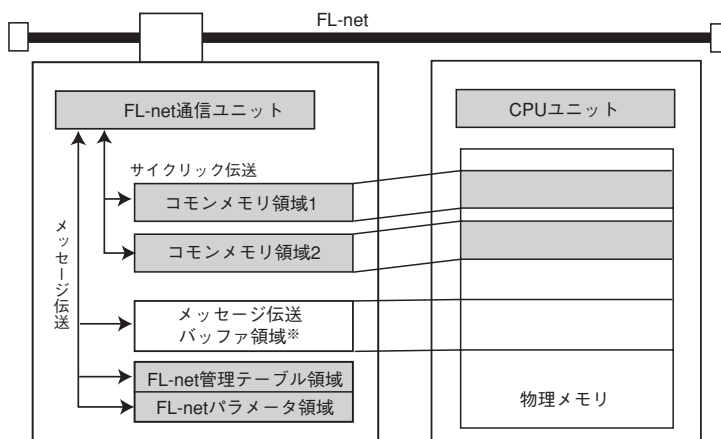 FL-net
FL-net通信ユニット
CPUユニット
サイクリック伝送
コモンメモリ領域1
コモンメモリ領域2
メッセージ伝送
メッセージ伝送
バッファ領域※
FL-net管理テーブル領域
FL-netパラメータ領域
物理メモリ